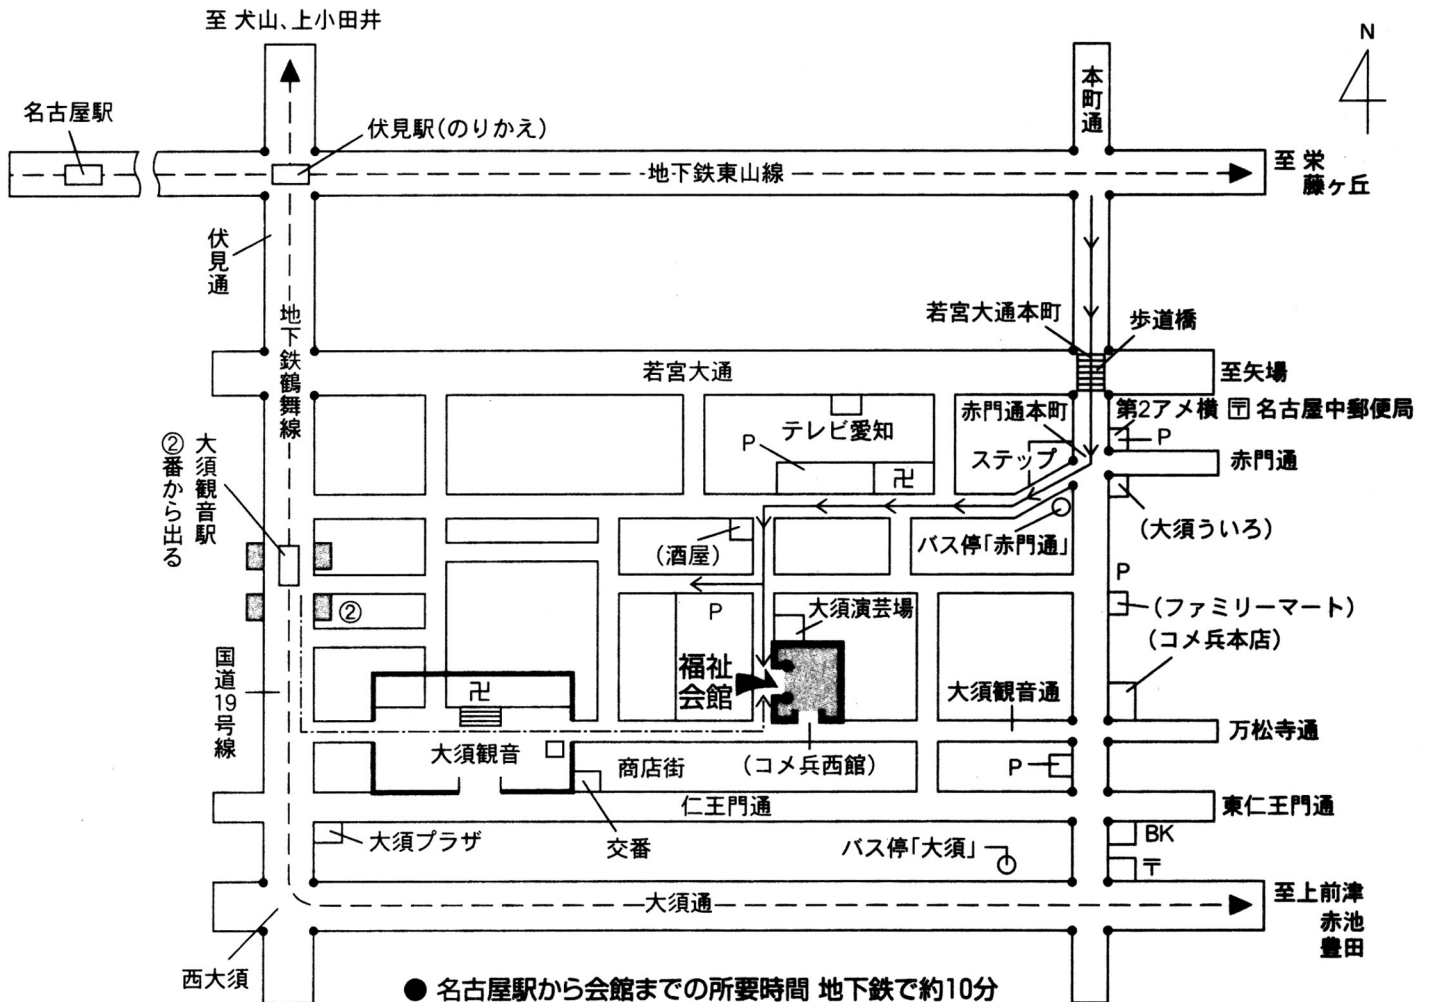 至 犬山、上小田井
N
本町通
名古屋駅
伏見駅(のりかえ)
地下鉄東山線
至 栄
藤ヶ丘
伏見通
地下鉄鶴舞線
若宮大通本町
歩道橋
若宮大通
至矢場
赤門通本町
第2アメ横 〒 名古屋中郵便局
P
テレビ愛知
P
ステップ
卍
赤門通
大須観音駅
②番から出る
(大須ういろ)
(酒屋)
バス停「赤門通」
P
②
P
大須演芸場
(ファミリーマート)
(コメ兵本店)
国道19号線
福祉
会館
卍
大須観音通
万松寺通
大須観音
商店街
(コメ兵西館)
P
仁王門通
東仁王門通
大須プラザ
交番
バス停「大須」
BK
〒
大須通
至上前津
赤池
豊田
西大須
● 名古屋駅から会館までの所要時間 地下鉄で約10分